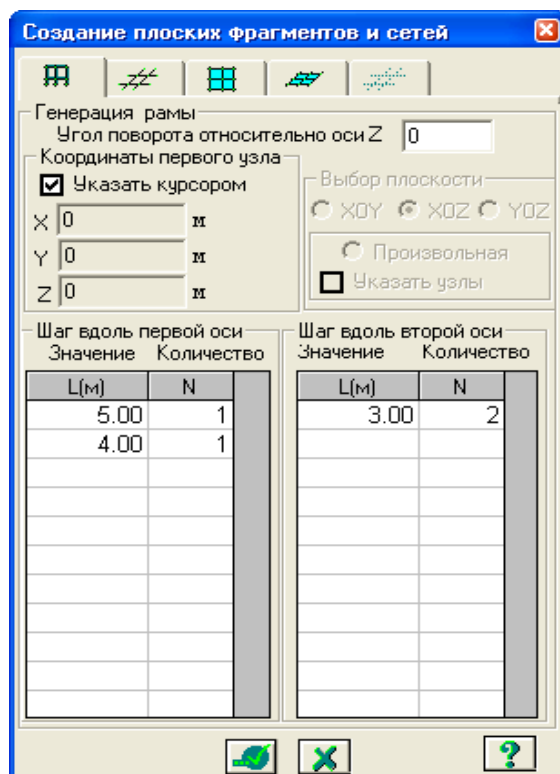 Создание плоских фрагментов и сетей
Генерация рамы
Угол поворота относительно оси Z 0
Координаты первого узла
Указать курсором
X 0 м
Y 0 м
Z 0 м
Выбор плоскости
XOY XOZ YOZ
Произвольная
Указать узлы
Шаг вдоль первой оси
Значение Количество
L(м) N
5.00 1
4.00 1
Шаг вдоль второй оси
Значение Количество
L(м) N
3.00 2
?